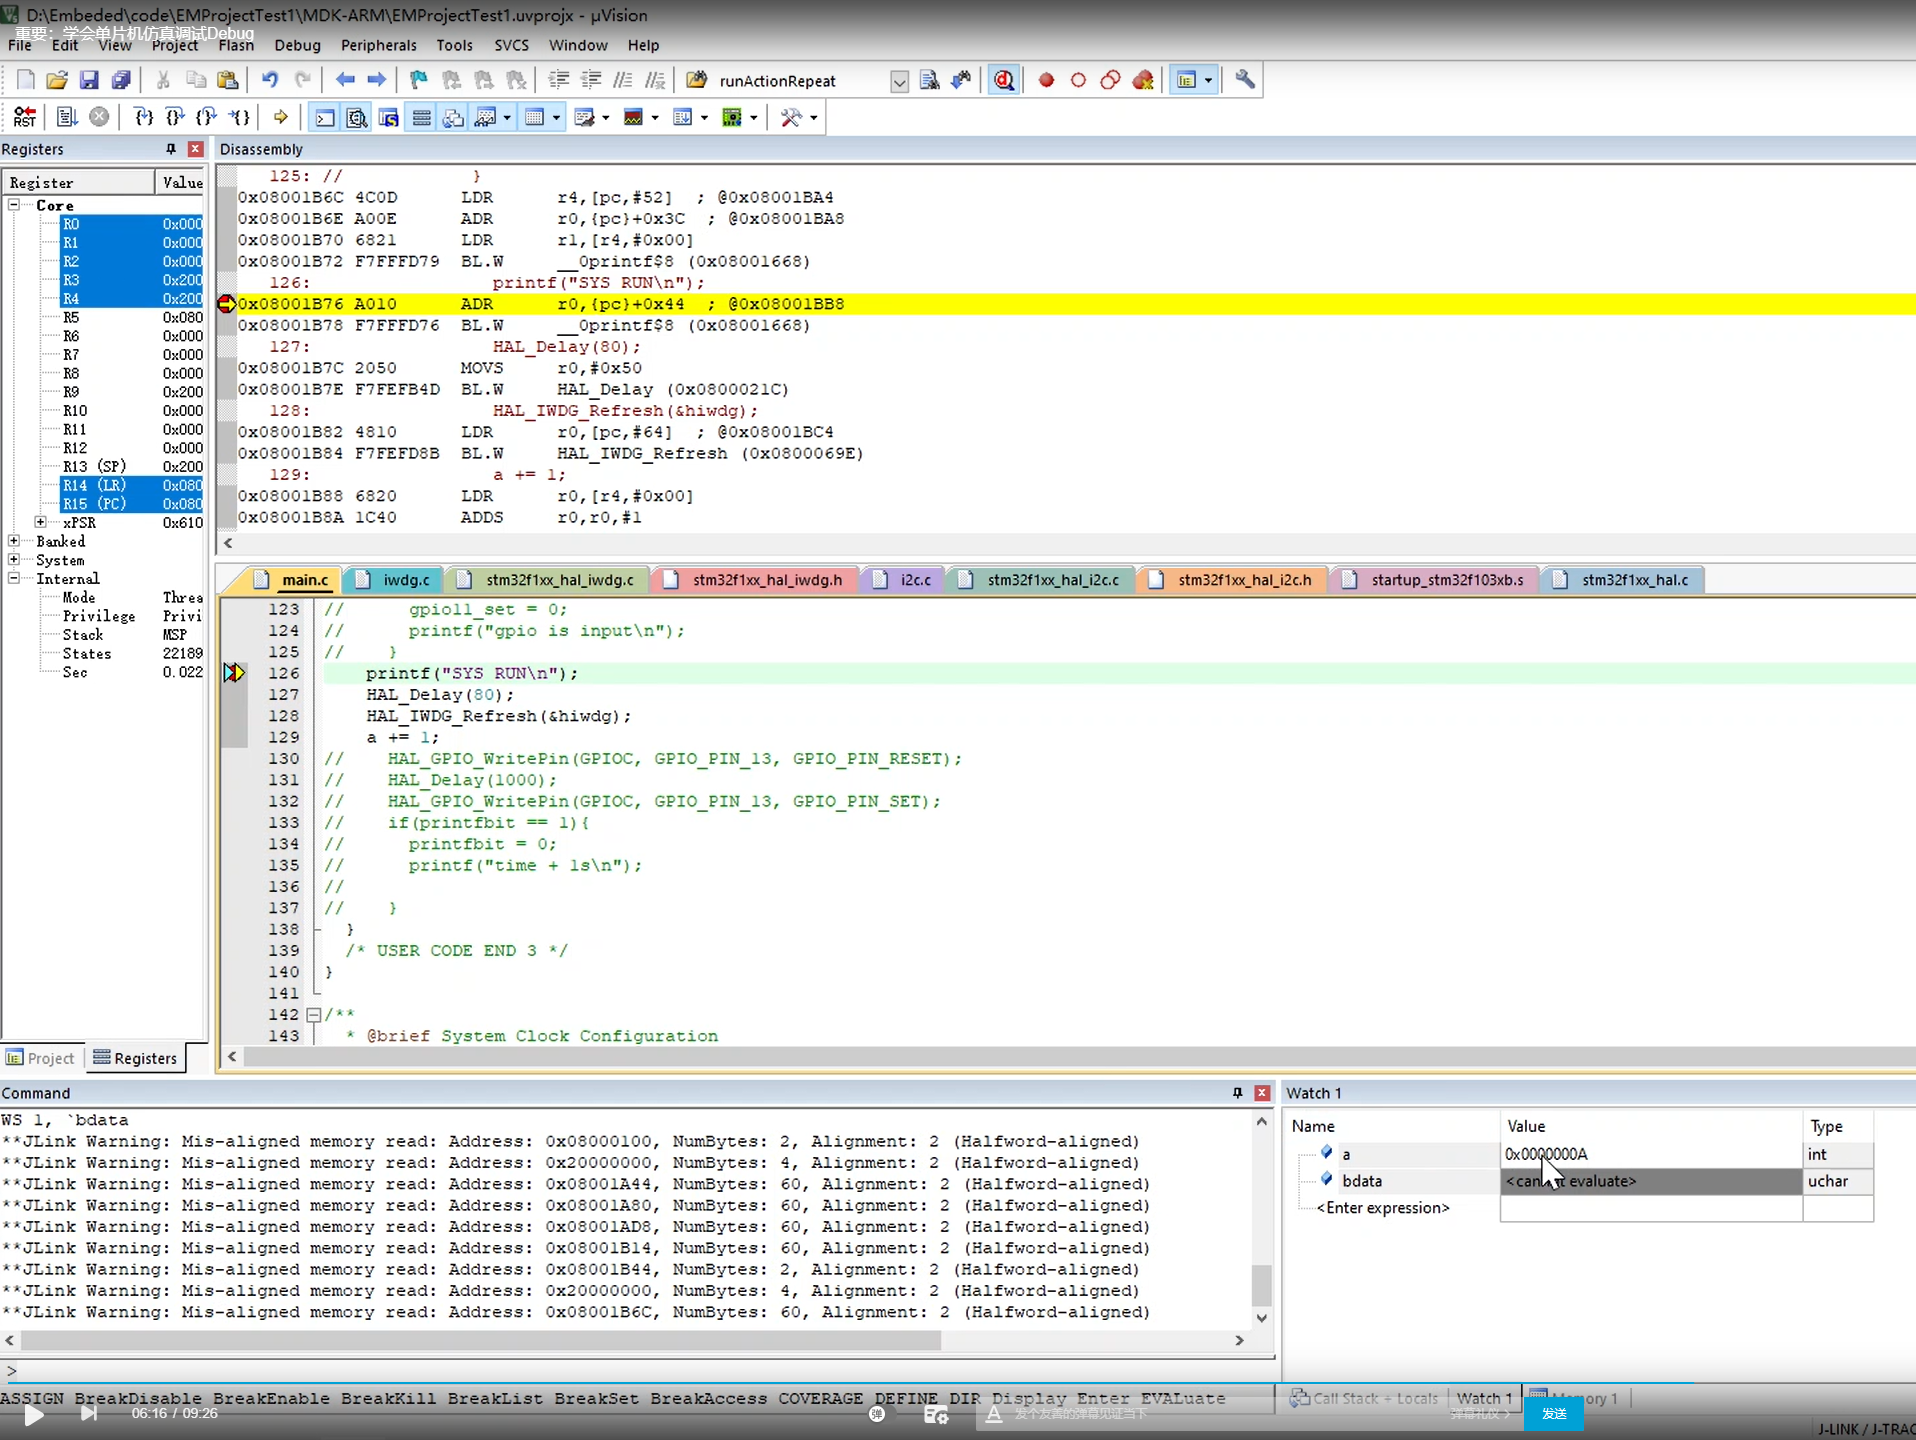 D:\Embeded\code\EMProjectTest1\MDK-ARM\EMProjectTest1.uvprojx - µVision
重要：学会单片机仿真调试Debug
File Edit View Project Flash Debug Peripherals Tools SVCS Window Help
runActionRepeat
RST
Registers
Register Value
Core
R0 0x000
R1 0x000
R2 0x000
R3 0x200
R4 0x200
R5 0x080
R6 0x000
R7 0x000
R8 0x000
R9 0x200
R10 0x000
R11 0x000
R12 0x000
R13 (SP) 0x200
R14 (LR) 0x080
R15 (PC) 0x080
xPSR 0x610
Banked
System
Internal
Mode Threa
Privilege Privi
Stack MSP
States 22189
Sec 0.022
Project Registers
Disassembly
125: // }
0x08001B6C 4C0D LDR r4,[pc,#52] ; @0x08001BA4
0x08001B6E A00E ADR r0,{pc}+0x3C ; @0x08001BA8
0x08001B70 6821 LDR r1,[r4,#0x00]
0x08001B72 F7FFFD79 BL.W __0printf$8 (0x08001668)
126: printf("SYS RUN\n");
0x08001B76 A010 ADR r0,{pc}+0x44 ; @0x08001BB8
0x08001B78 F7FFFD76 BL.W __0printf$8 (0x08001668)
127: HAL_Delay(80);
0x08001B7C 2050 MOVS r0,#0x50
0x08001B7E F7FEFB4D BL.W HAL_Delay (0x0800021C)
128: HAL_IWDG_Refresh(&hiwdg);
0x08001B82 4810 LDR r0,[pc,#64] ; @0x08001BC4
0x08001B84 F7FEFD8B BL.W HAL_IWDG_Refresh (0x0800069E)
129: a += 1;
0x08001B88 6820 LDR r0,[r4,#0x00]
0x08001B8A 1C40 ADDS r0,r0,#1
main.c iwdg.c stm32f1xx_hal_iwdg.c stm32f1xx_hal_iwdg.h i2c.c stm32f1xx_hal_i2c.c stm32f1xx_hal_i2c.h startup_stm32f103xb.s stm32f1xx_hal.c
123 // gpio11_set = 0;
124 // printf("gpio is input\n");
125 // }
126 printf("SYS RUN\n");
127 HAL_Delay(80);
128 HAL_IWDG_Refresh(&hiwdg);
129 a += 1;
130 // HAL_GPIO_WritePin(GPIOC, GPIO_PIN_13, GPIO_PIN_RESET);
131 // HAL_Delay(1000);
132 // HAL_GPIO_WritePin(GPIOC, GPIO_PIN_13, GPIO_PIN_SET);
133 // if(printfbit == 1){
134 // printfbit = 0;
135 // printf("time + 1s\n");
136 //
137 // }
138 }
139 /* USER CODE END 3 */
140 }
141
142 /**
143 * @brief System Clock Configuration
Command
WS 1, `bdata
**JLink Warning: Mis-aligned memory read: Address: 0x08000100, NumBytes: 2, Alignment: 2 (Halfword-aligned)
**JLink Warning: Mis-aligned memory read: Address: 0x20000000, NumBytes: 4, Alignment: 2 (Halfword-aligned)
**JLink Warning: Mis-aligned memory read: Address: 0x08001A44, NumBytes: 60, Alignment: 2 (Halfword-aligned)
**JLink Warning: Mis-aligned memory read: Address: 0x08001A80, NumBytes: 60, Alignment: 2 (Halfword-aligned)
**JLink Warning: Mis-aligned memory read: Address: 0x08001AD8, NumBytes: 60, Alignment: 2 (Halfword-aligned)
**JLink Warning: Mis-aligned memory read: Address: 0x08001B14, NumBytes: 60, Alignment: 2 (Halfword-aligned)
**JLink Warning: Mis-aligned memory read: Address: 0x08001B44, NumBytes: 2, Alignment: 2 (Halfword-aligned)
**JLink Warning: Mis-aligned memory read: Address: 0x20000000, NumBytes: 4, Alignment: 2 (Halfword-aligned)
**JLink Warning: Mis-aligned memory read: Address: 0x08001B6C, NumBytes: 60, Alignment: 2 (Halfword-aligned)
>
ASSIGN BreakDisable BreakEnable BreakKill BreakList BreakSet BreakAccess COVERAGE DEFINE DIR Display Enter EVALuate
Watch 1
Name Value Type
a 0x0000000A int
bdata evaluate> uchar
<Enter expression>
Call Stack + Locals Watch 1 Memory 1
06:16 / 09:26
弹
A 发个友善的弹幕见证当下
弹幕礼仪 >
发送
J-LINK / J-TRAC